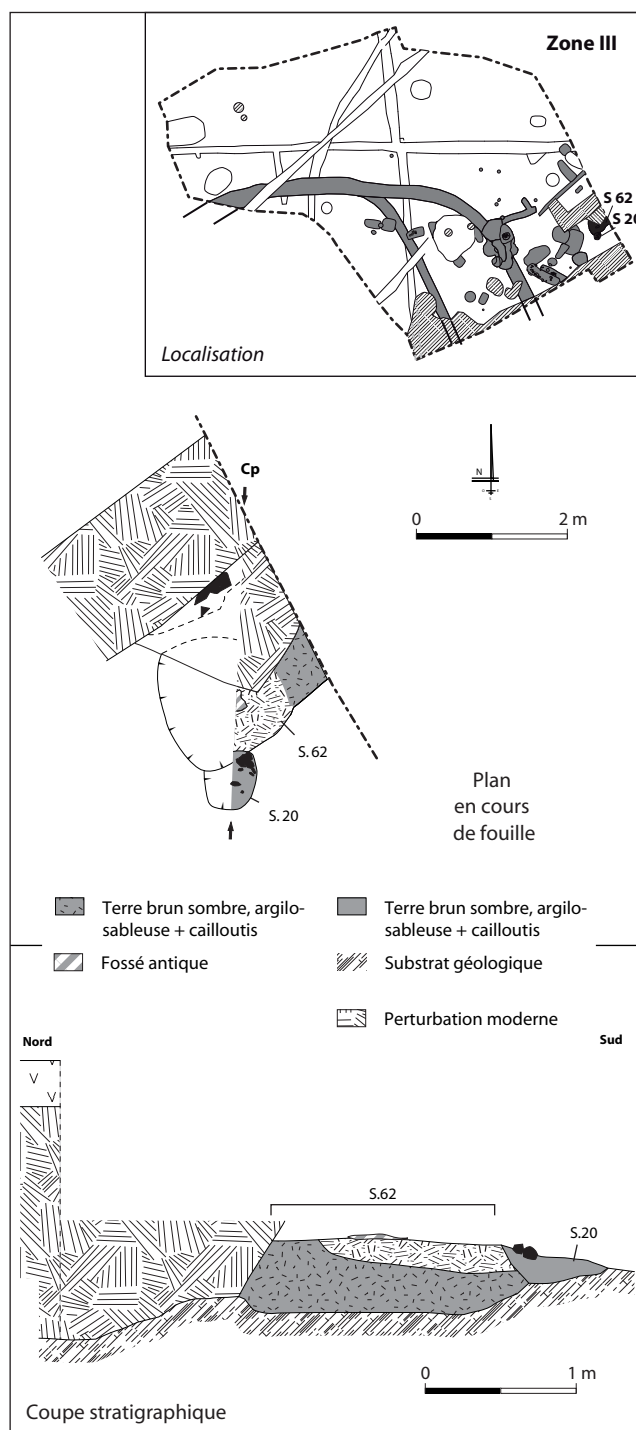 Zone III
S 62
S 20
Localisation
Cp
N
0 2 m
S. 62
S. 20
Plan
en cours
de fouille
Terre brun sombre, argilo-
sableuse + cailloutis
Terre brun sombre, argilo-
sableuse + cailloutis
Fossé antique
Substrat géologique
Perturbation moderne
Nord
Sud
S.62
S.20
0 1 m
Coupe stratigraphique